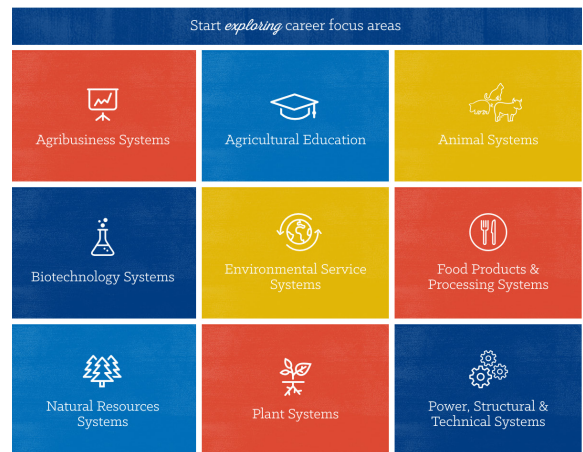 Start exploring career focus areas
Agribusiness Systems
Agricultural Education
Animal Systems
Biotechnology Systems
Environmental Service
Systems
Food Products &
Processing Systems
Natural Resources
Systems
Plant Systems
Power, Structural &
Technical Systems